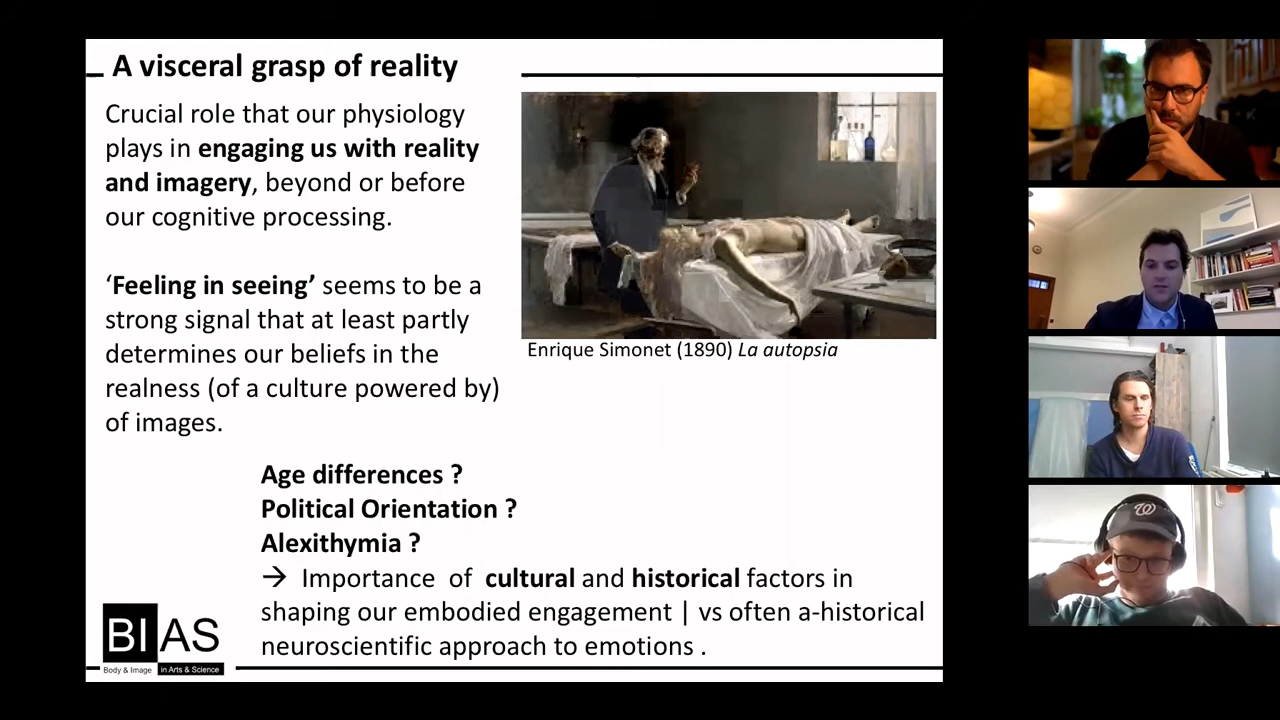 A visceral grasp of reality
Crucial role that our physiology
plays in engaging us with reality
and imagery, beyond or before
our cognitive processing.
‘Feeling in seeing’ seems to be a
strong signal that at least partly
determines our beliefs in the
realness (of a culture powered by)
of images.
Enrique Simonet (1890) La autopsia
Age differences ?
Political Orientation ?
Alexithymia ?
→ Importance of cultural and historical factors in
shaping our embodied engagement | vs often a-historical
neuroscientific approach to emotions .
BIAS
Body & Image in Arts & Science
W